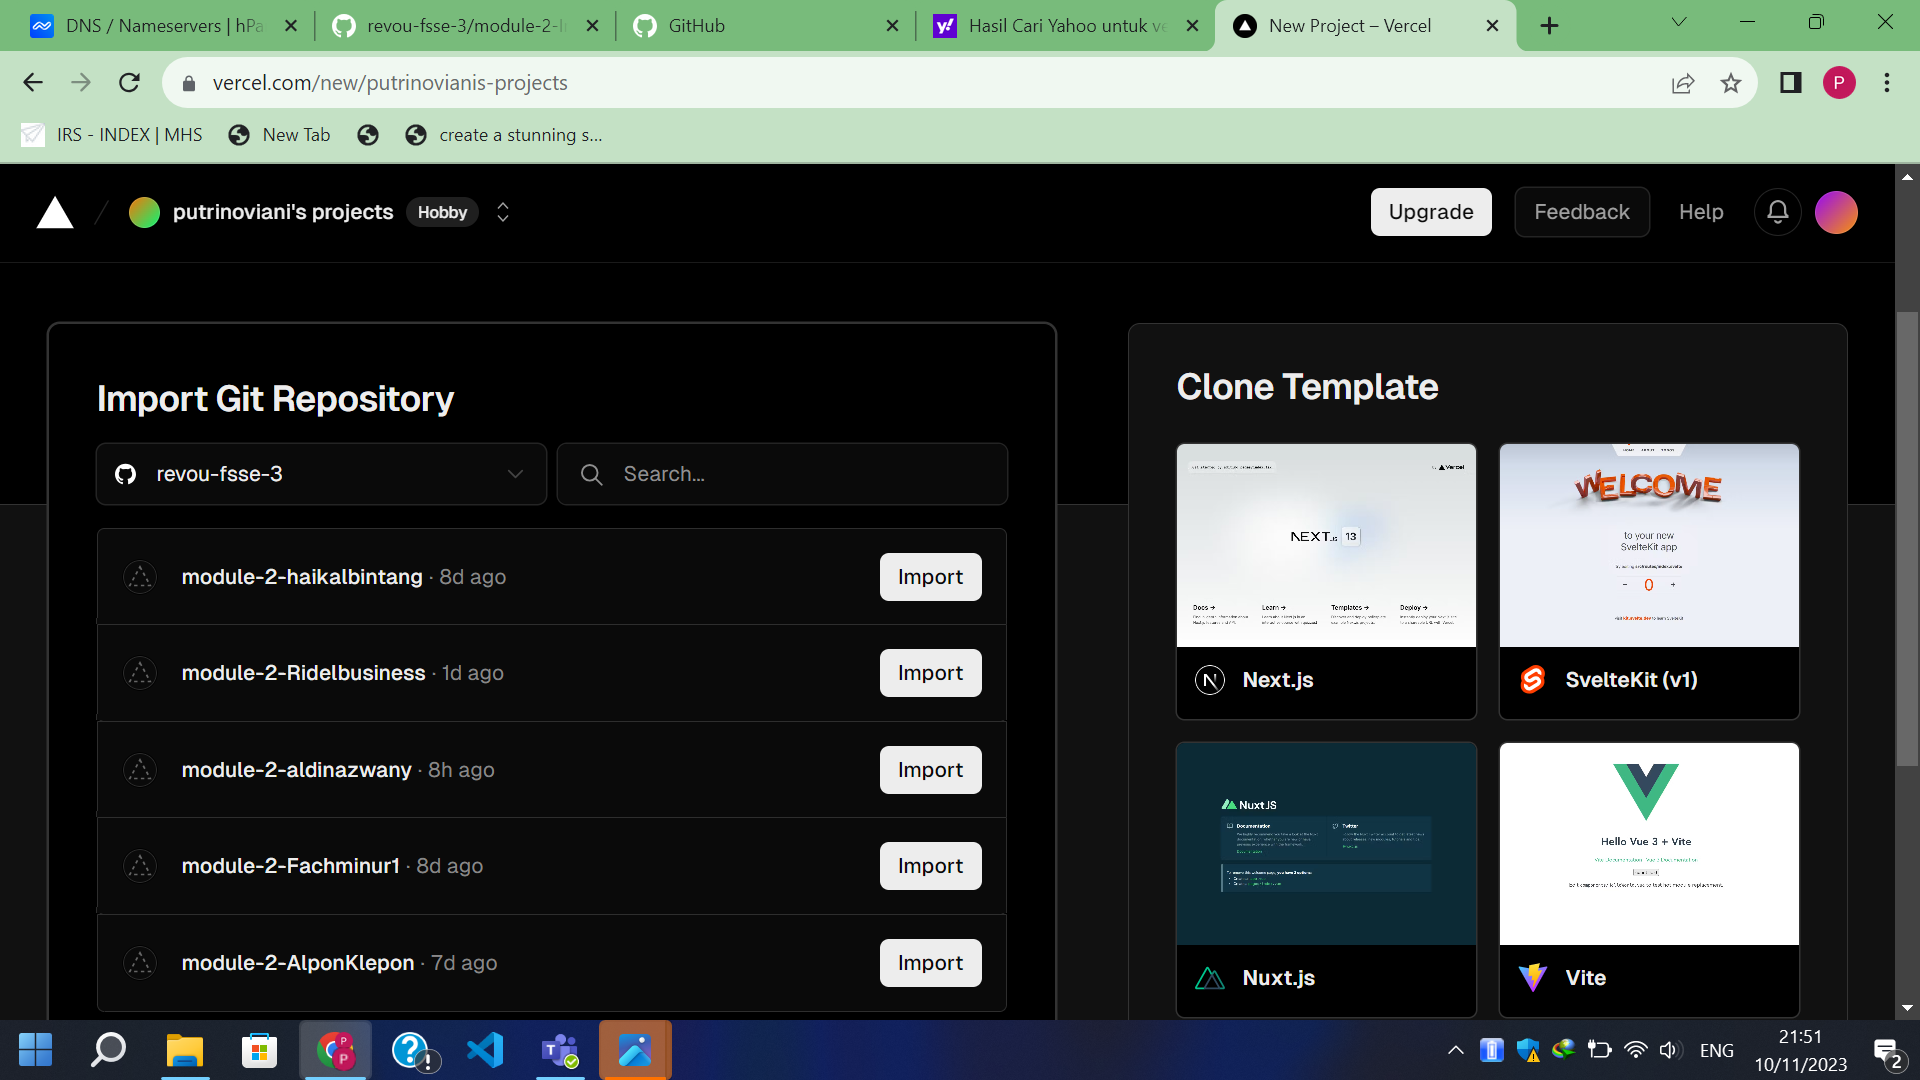 DNS / Nameservers | hPa
revou-fsse-3/module-2-
GitHub
Hasil Cari Yahoo untuk ve
New Project – Vercel
vercel.com/new/putrinovianis-projects
P
IRS - INDEX | MHS
New Tab
create a stunning s...
putrinoviani's projects
Hobby
Upgrade
Feedback
Help
Import Git Repository
revou-fsse-3
Search...
module-2-haikalbintang · 8d ago
Import
module-2-Ridelbusiness · 1d ago
Import
module-2-aldinazwany · 8h ago
Import
module-2-Fachminur1 · 8d ago
Import
module-2-AlponKlepon · 7d ago
Import
Clone Template
Vercel
NEXT.JS 13
Docs →
Learn →
Templates →
Deploy →
Next.js
WELCOME
to your new
SvelteKit app
0
SvelteKit (v1)
NuxtJS
Documentation
Twitter
Nuxt.js
Hello Vue 3 + Vite
Vite
ENG
21:51
10/11/2023
2